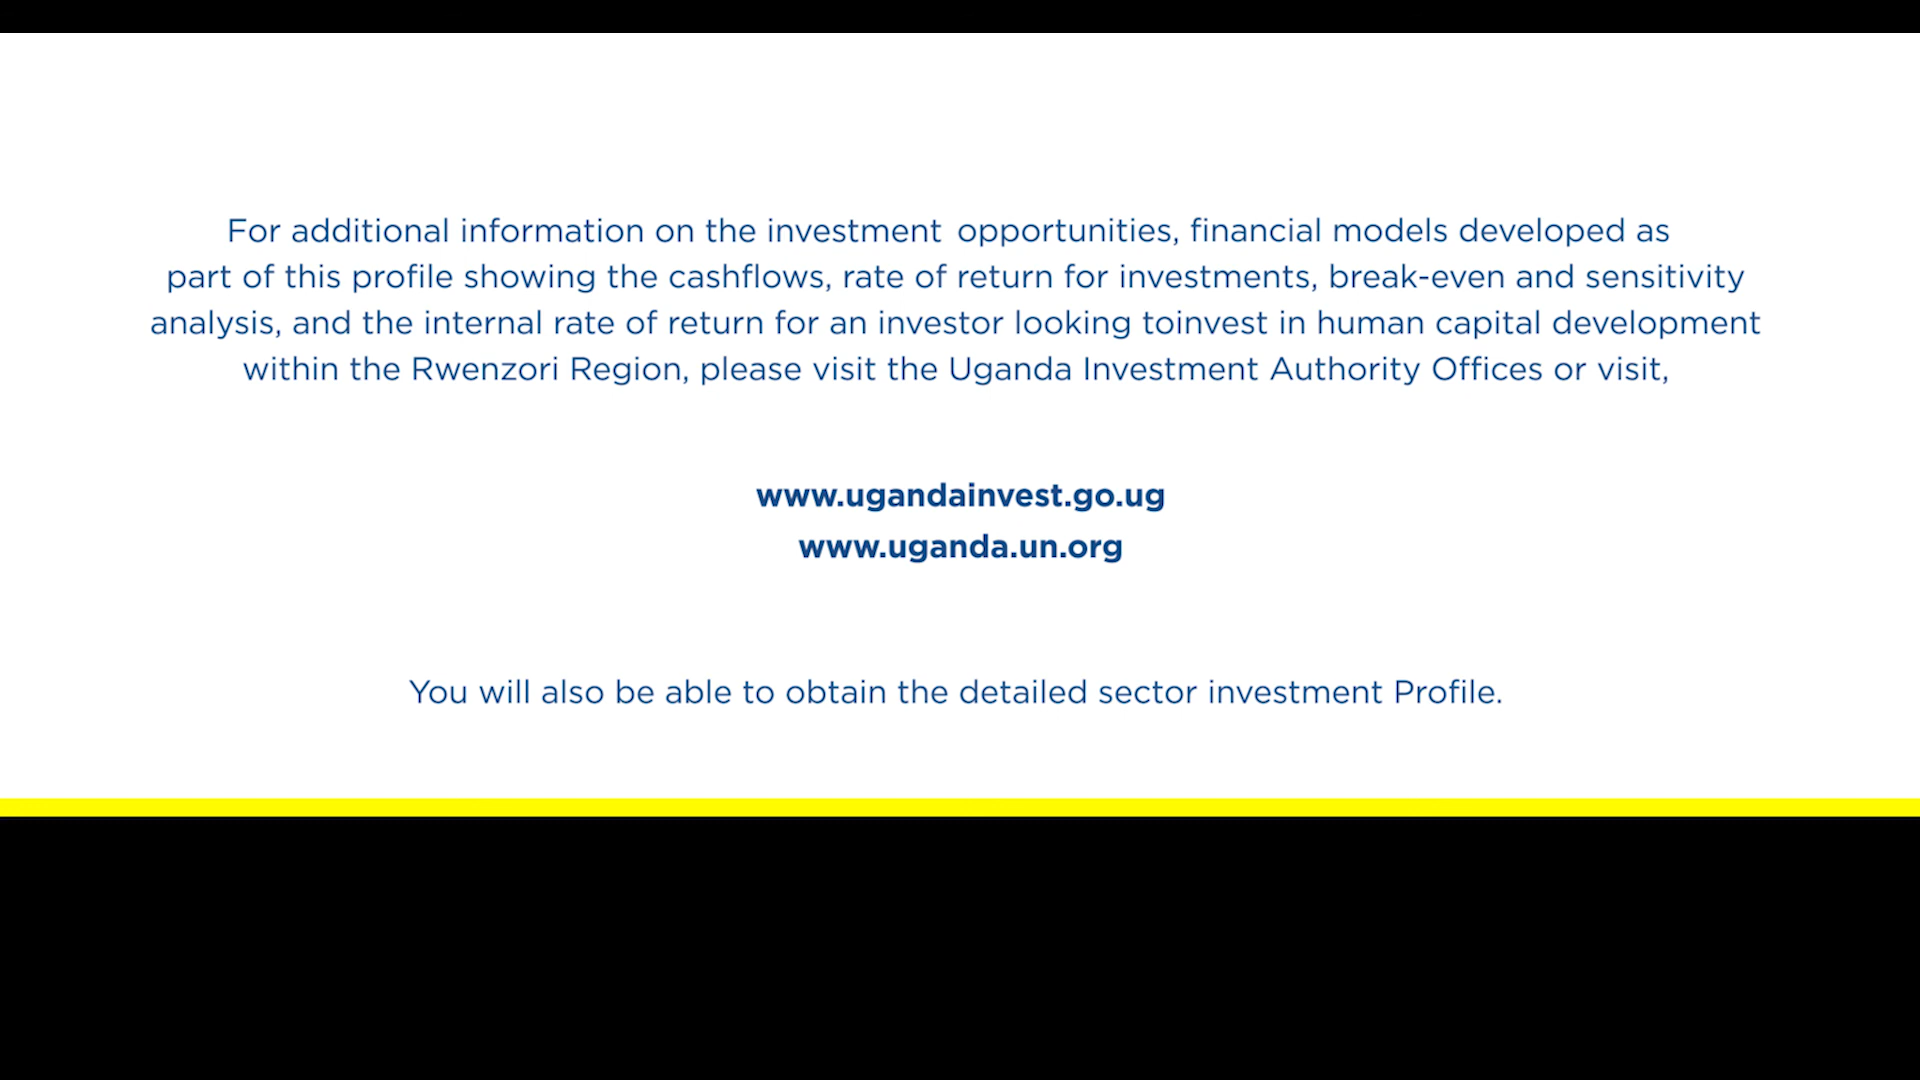 For additional information on the investment opportunities, financial models developed as
part of this profile showing the cashflows, rate of return for investments, break-even and sensitivity
analysis, and the internal rate of return for an investor looking toinvest in human capital development
within the Rwenzori Region, please visit the Uganda Investment Authority Offices or visit,
www.ugandainvest.go.ug
www.uganda.un.org
You will also be able to obtain the detailed sector investment Profile.